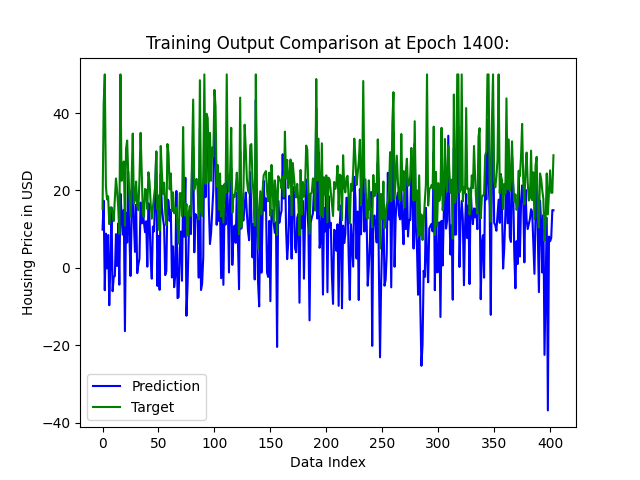 Training Output Comparison at Epoch 1400:
Housing Price in USD
40
20
0
−20
−40
Prediction
Target
0 50 100 150 200 250 300 350 400
Data Index